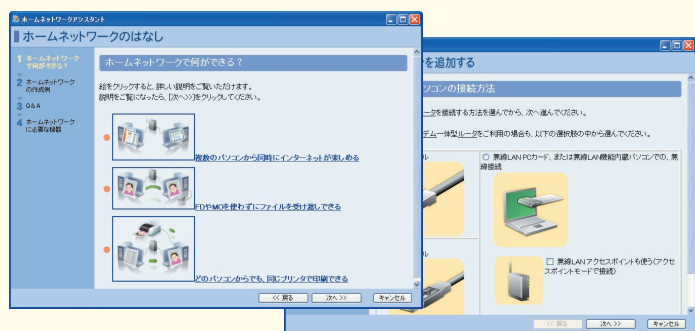 ホームネットワークアシスタント
ホームネットワークのはなし
1 ホームネットワーク
で何ができる?
2 ホームネットワーク
の作成例
3 Q&A
4 ホームネットワーク
に必要な機器
ホームネットワークで何ができる?
絵をクリックすると、詳しい説明をご覧いただけます。
説明をご覧になったら、[次へ>>]をクリックしてください。
複数のパソコンから同時にインターネットが楽しめる
FDやMOを使わずにファイルを受け渡しできる
どのパソコンからでも、同じプリンタで印刷できる
<< 戻る
次へ >>
キャンセル
を追加する
ソコンの接続方法
ークを接続する方法を選んでから、次へ進んでください。
デム一体型ルータをご利用の場合も、以下の選択肢の中から選んでください。
無線LAN PCカード、または無線LAN機能内蔵パソコンでの、無
線接続
無線LANアクセスポイントも使う(アクセ
スポイントモードで接続)
<< 戻る
次へ >>
キャンセル